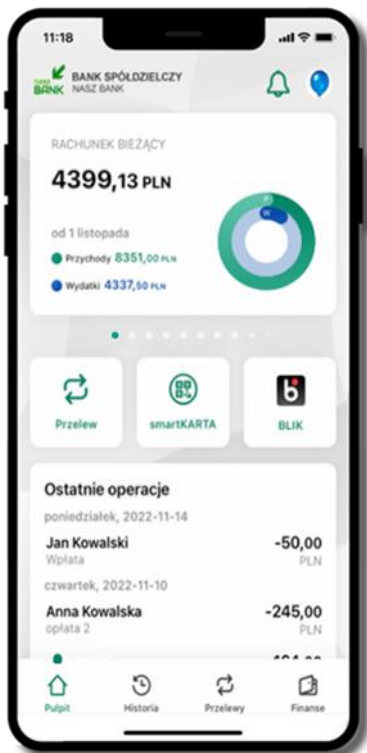 11:18
NASZ BANK
BANK SPÓŁDZIELCZY
NASZ BANK
RACHUNEK BIEŻĄCY
4399,13 PLN
od 1 listopada
Przychody 8351,00 PLN
Wydatki 4337,50 PLN
P
W
Przelew
smartKARTA
BLIK
Ostatnie operacje
poniedziałek, 2022-11-14
Jan Kowalski -50,00
Wpłata PLN
czwartek, 2022-11-10
Anna Kowalska -245,00
opłata 2 PLN
Pulpit Historia Przelewy Finanse